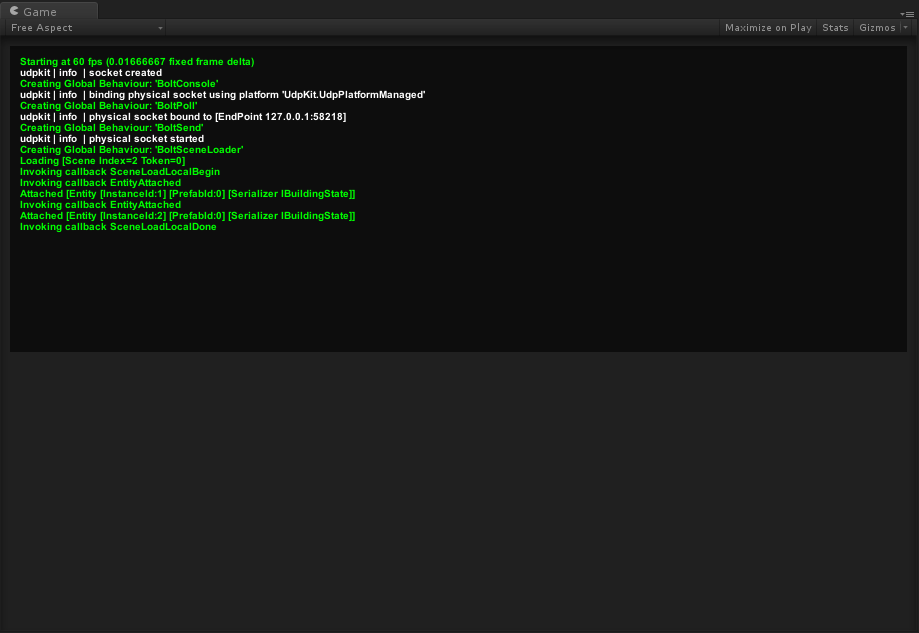 Game
Free Aspect
Maximize on Play
Stats
Gizmos
Starting at 60 fps (0.01666667 fixed frame delta)
udpkit | info | socket created
Creating Global Behaviour: 'BoltConsole'
udpkit | info | binding physical socket using platform 'UdpKit.UdpPlatformManaged'
Creating Global Behaviour: 'BoltPoll'
udpkit | info | physical socket bound to [EndPoint 127.0.0.1:58218]
Creating Global Behaviour: 'BoltSend'
udpkit | info | physical socket started
Creating Global Behaviour: 'BoltSceneLoader'
Loading [Scene Index=2 Token=0]
Invoking callback SceneLoadLocalBegin
Invoking callback EntityAttached
Attached [Entity [InstanceId:1] [PrefabId:0] [Serializer IBuildingState]]
Invoking callback EntityAttached
Attached [Entity [InstanceId:2] [PrefabId:0] [Serializer IBuildingState]]
Invoking callback SceneLoadLocalDone